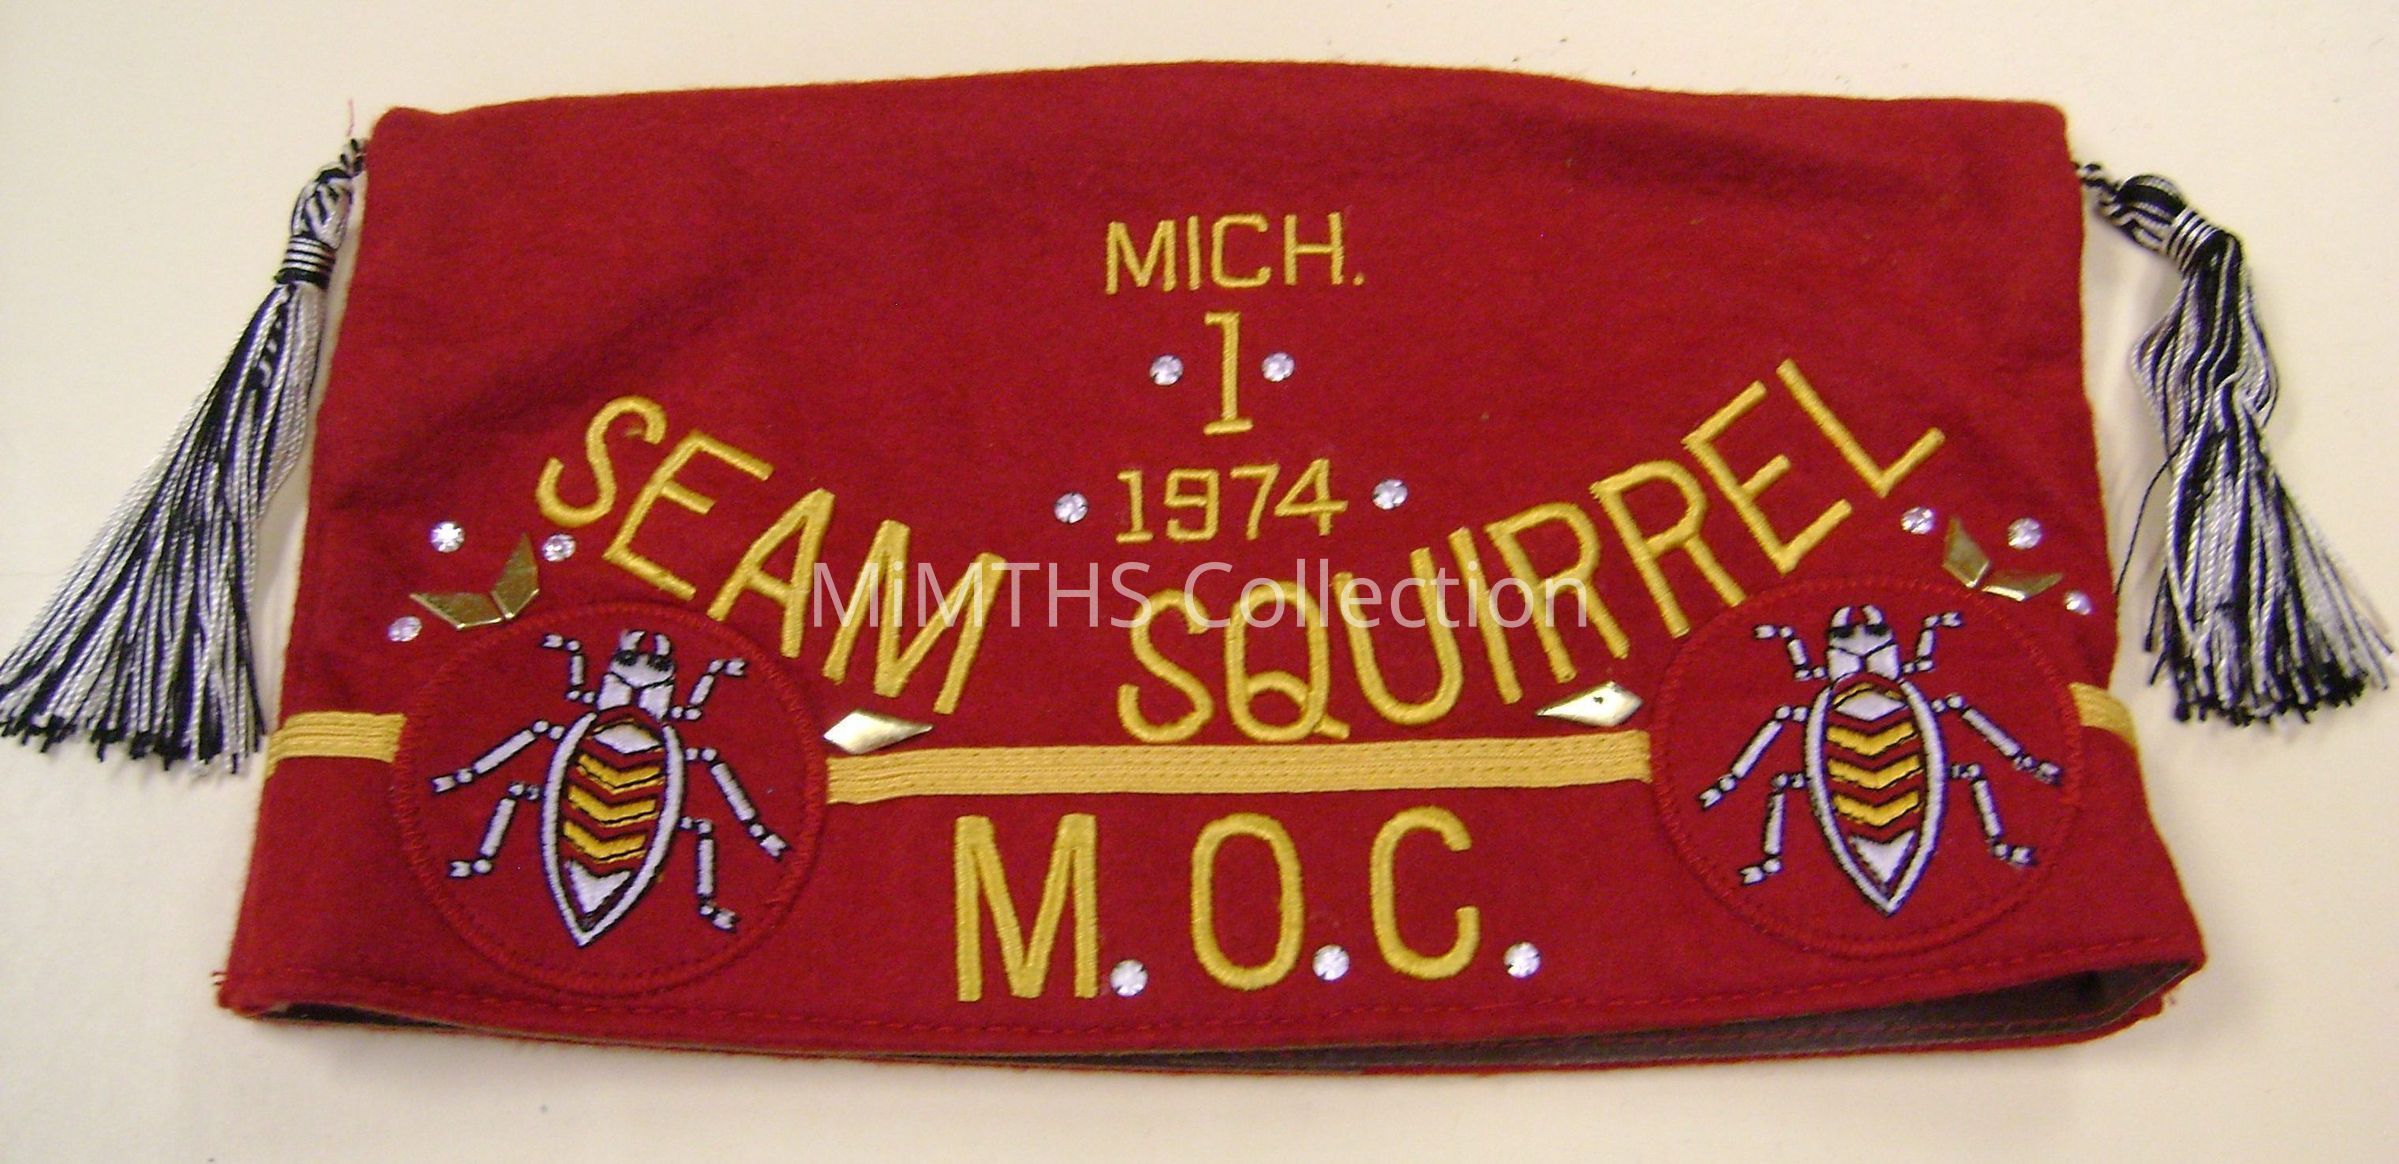 MICH.
1
1974
SEAM SQUIRREL
MiMTHS Collection
M.O.C.